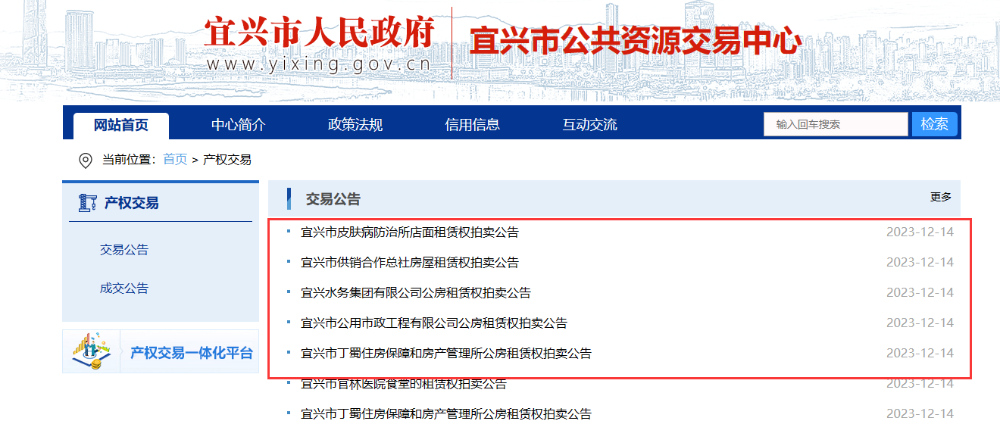 宜兴市人民政府
www.yixing.gov.cn
宜兴市公共资源交易中心
网站首页 中心简介 政策法规 信用信息 互动交流 输入回车搜索 检索
当前位置：首页 > 产权交易
产权交易
交易公告
成交公告
产权交易一体化平台
交易公告 更多
宜兴市皮肤病防治所店面租赁权拍卖公告 2023-12-14
宜兴市供销合作总社房屋租赁权拍卖公告 2023-12-14
宜兴水务集团有限公司公房租赁权拍卖公告 2023-12-14
宜兴市公用市政工程有限公司公房租赁权拍卖公告 2023-12-14
宜兴市丁蜀住房保障和房产管理所公房租赁权拍卖公告 2023-12-14
宜兴市官林医院食堂的租赁权拍卖公告 2023-12-14
宜兴市丁蜀住房保障和房产管理所公房租赁权拍卖公告 2023-12-14